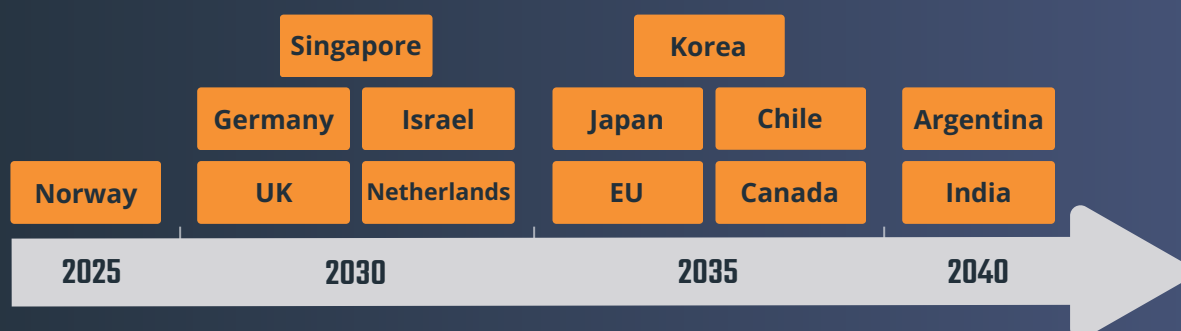 Singapore
Korea
Germany
Israel
Japan
Chile
Argentina
Norway
UK
Netherlands
EU
Canada
India
2025
2030
2035
2040